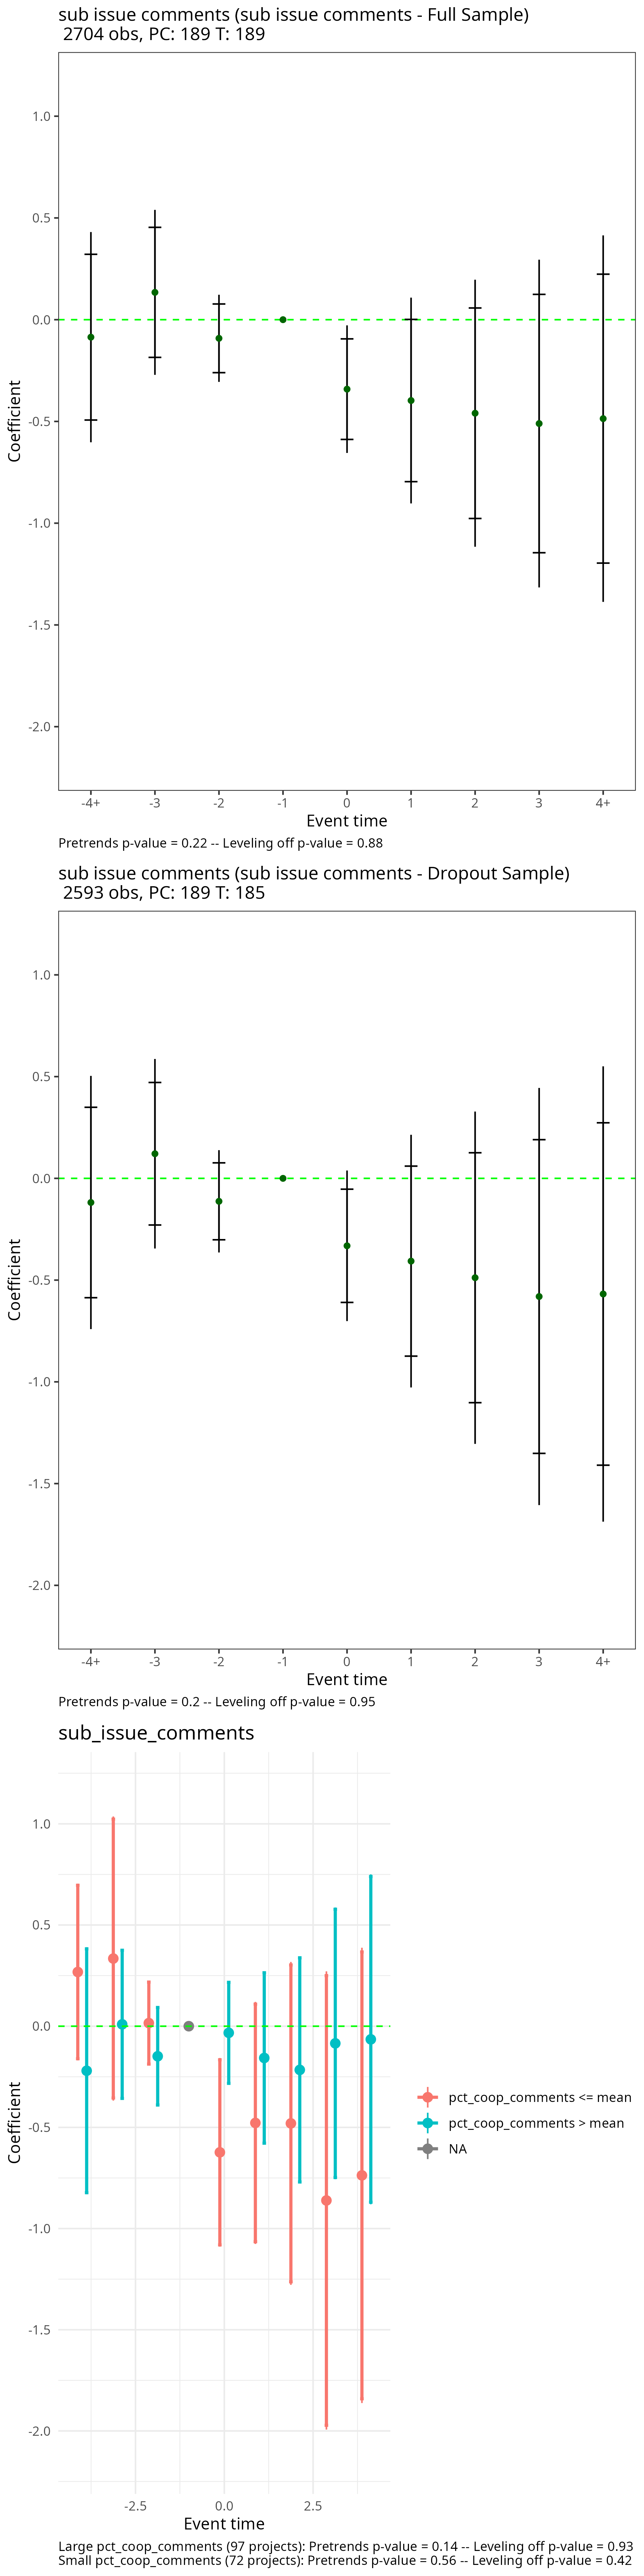 sub issue comments (sub issue comments - Full Sample)
2704 obs, PC: 189 T: 189
1.0
0.5
0.0
-0.5
-1.0
-1.5
-2.0
Coefficient
-4+ -3 -2 -1 0 1 2 3 4+
Event time
Pretrends p-value = 0.22 -- Leveling off p-value = 0.88
sub issue comments (sub issue comments - Dropout Sample)
2593 obs, PC: 189 T: 185
1.0
0.5
0.0
-0.5
-1.0
-1.5
-2.0
Coefficient
-4+ -3 -2 -1 0 1 2 3 4+
Event time
Pretrends p-value = 0.2 -- Leveling off p-value = 0.95
sub_issue_comments
1.0
0.5
0.0
-0.5
-1.0
-1.5
-2.0
Coefficient
-2.5 0.0 2.5
Event time
pct_coop_comments <= mean
pct_coop_comments > mean
NA
Large pct_coop_comments (97 projects): Pretrends p-value = 0.14 -- Leveling off p-value = 0.93
Small pct_coop_comments (72 projects): Pretrends p-value = 0.56 -- Leveling off p-value = 0.42